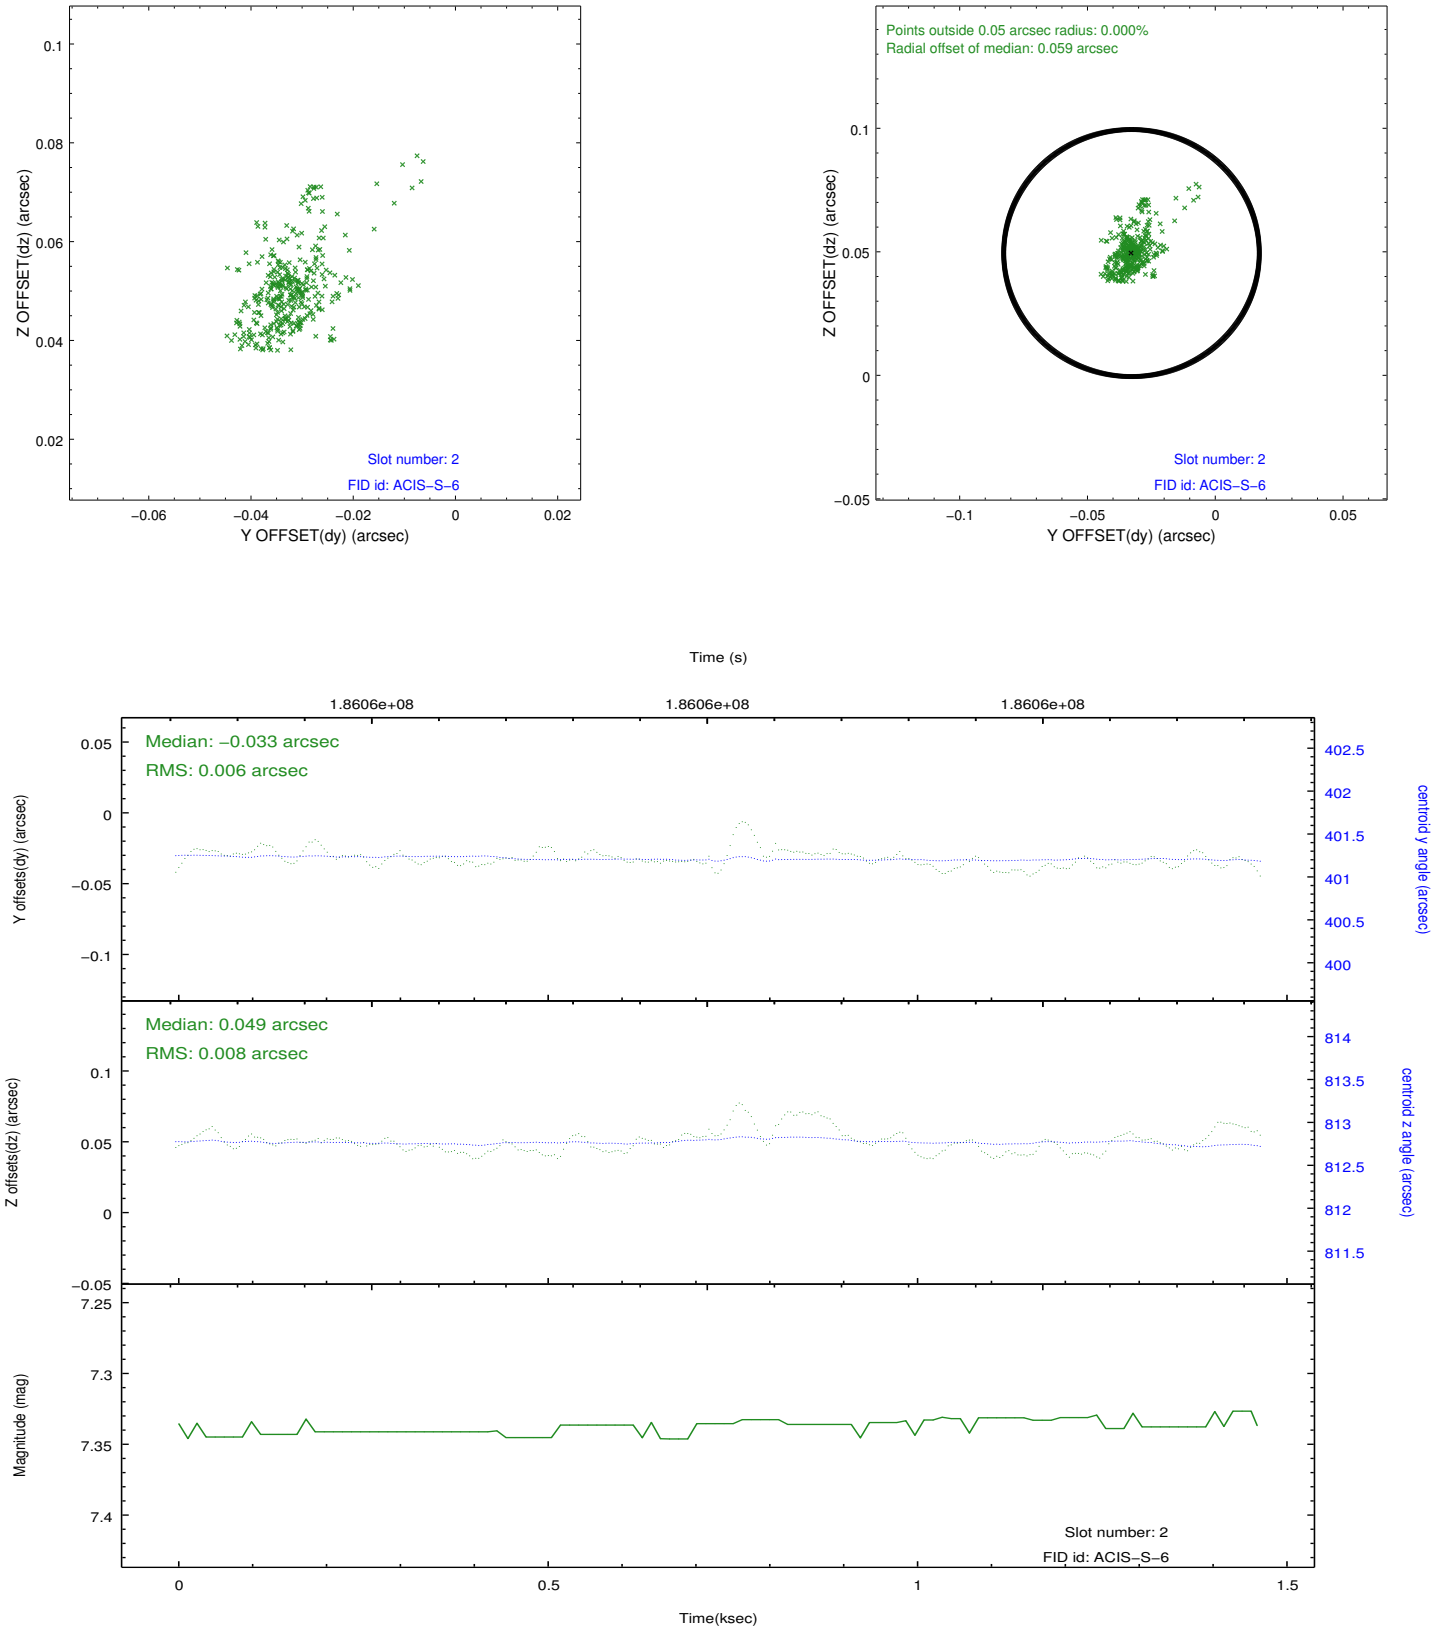 0.1
0.08
0.06
0.04
0.02
Z OFFSET(dz) (arcsec)
Slot number: 2
FID id: ACIS−S−6
−0.06
−0.04
−0.02
0
0.02
Y OFFSET(dy) (arcsec)
Points outside 0.05 arcsec radius: 0.000%
Radial offset of median: 0.059 arcsec
0.1
0.05
0
−0.05
Z OFFSET(dz) (arcsec)
Slot number: 2
FID id: ACIS−S−6
−0.1
−0.05
0
0.05
Y OFFSET(dy) (arcsec)
Time (s)
1.8606e+08
1.8606e+08
1.8606e+08
Median: −0.033 arcsec
RMS: 0.006 arcsec
0.05
0
−0.05
−0.1
Y offsets(dy) (arcsec)
402.5
402
401.5
401
400.5
400
centroid y angle (arcsec)
Median: 0.049 arcsec
RMS: 0.008 arcsec
0.1
0.05
0
−0.05
Z offsets(dz) (arcsec)
814
813.5
813
812.5
812
811.5
centroid z angle (arcsec)
7.25
7.3
7.35
7.4
Magnitude (mag)
Slot number: 2
FID id: ACIS−S−6
0
0.5
1
1.5
Time(ksec)